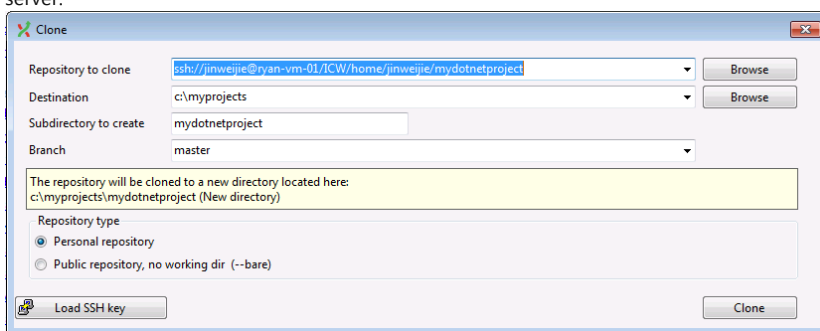 server.
Clone
Repository to clone ssh://jinweijie@ryan-vm-01/ICW/home/jinweijie/mydotnetproject Browse
Destination c:\myprojects Browse
Subdirectory to create mydotnetproject
Branch master
The repository will be cloned to a new directory located here:
c:\myprojects\mydotnetproject (New directory)
Repository type
Personal repository
Public repository, no working dir (--bare)
Load SSH key Clone